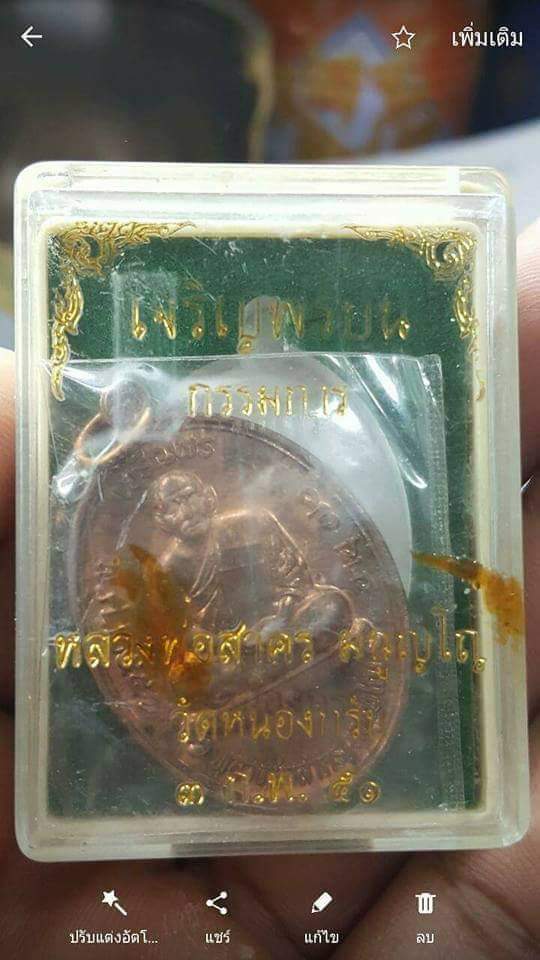 เพิ่มเติม
เจริญพรบน
กรรมการ
หลวงพ่อสาคร มนุญโญ
วัดหนองกรับ
๓ ก.พ. ๕๑
ปรับแต่งอัตโ...
แชร์
แก้ไข
ลบ